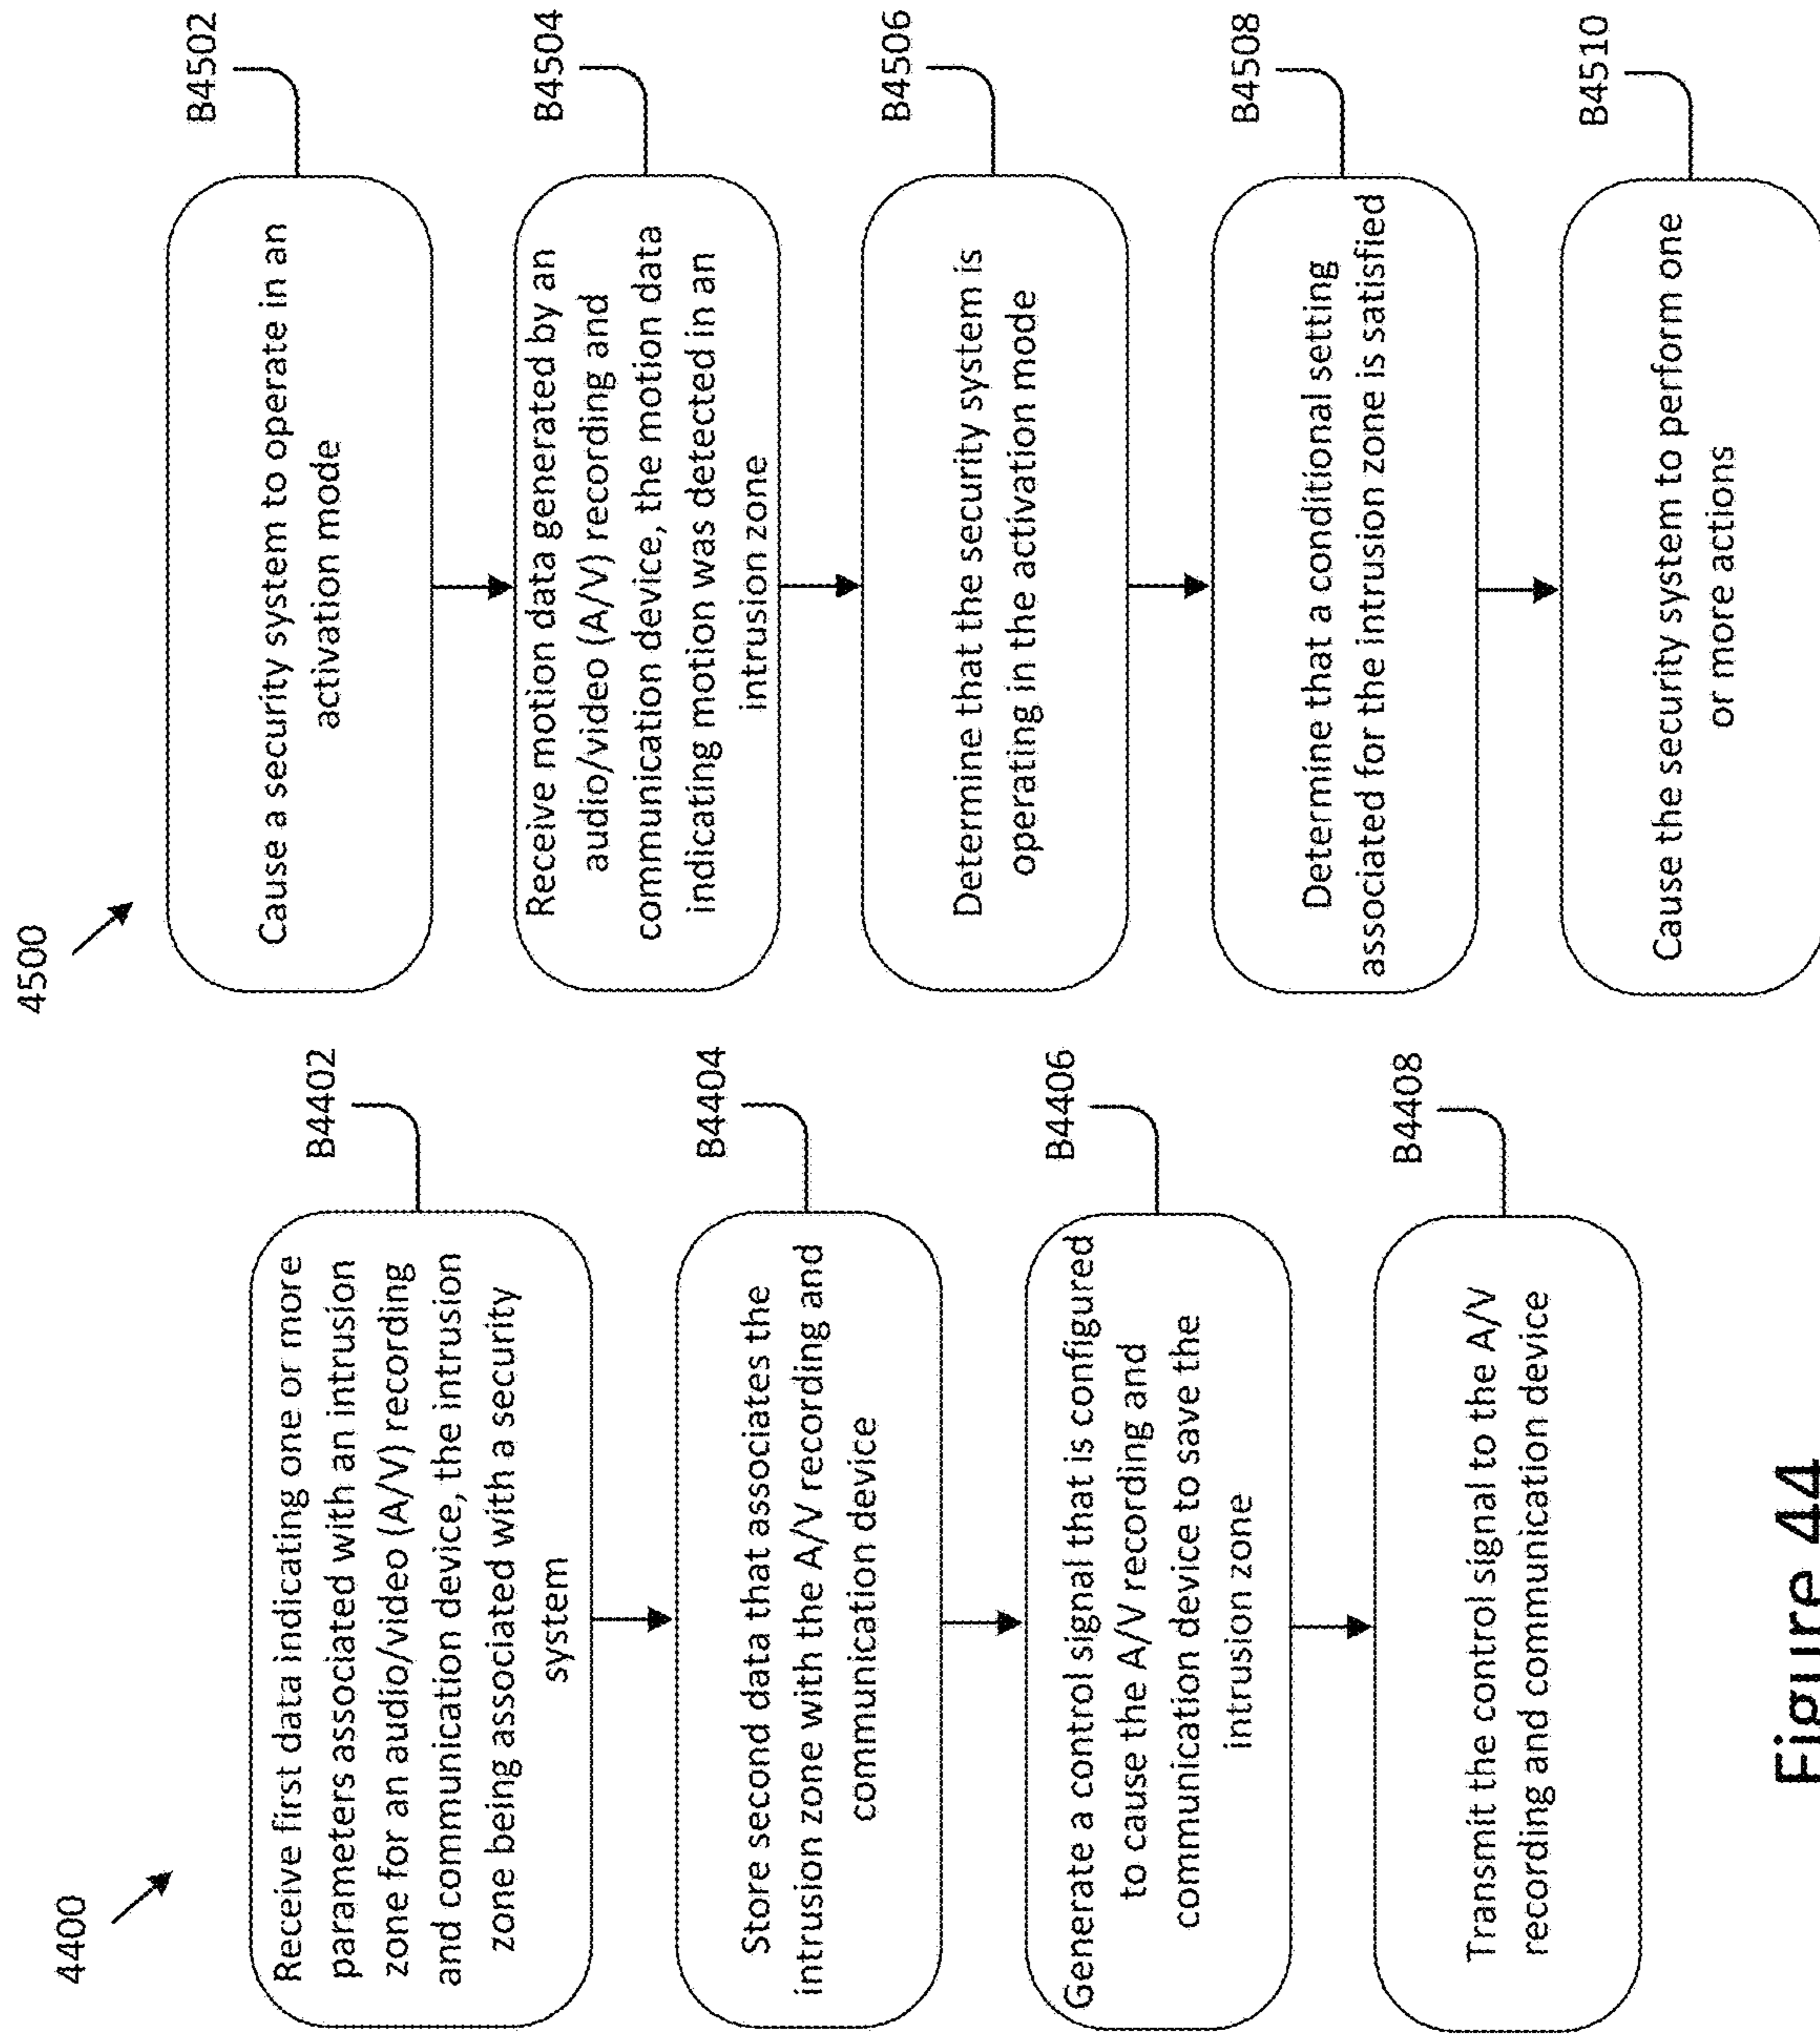 4400
B4402
Receive first data indicating one or more
parameters associated with an intrusion
zone for an audio/video (A/V) recording
and communication device, the intrusion
zone being associated with a security
system
B4404
Store second data that associates the
intrusion zone with the A/V recording and
communication device
B4406
Generate a control signal that is configured
to cause the A/V recording and
communication device to save the
intrusion zone
B4408
Transmit the control signal to the A/V
recording and communication device
Figure 44
4500
B4502
Cause a security system to operate in an
activation mode
B4504
Receive motion data generated by an
audio/video (A/V) recording and
communication device, the motion data
indicating motion was detected in an
intrusion zone
B4506
Determine that the security system is
operating in the activation mode
B4508
Determine that a conditional setting
associated for the intrusion zone is satisfied
B4510
Cause the security system to perform one
or more actions